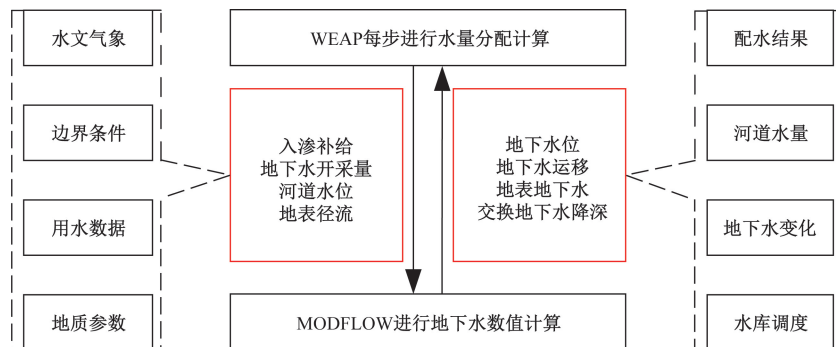 水文气象
边界条件
用水数据
地质参数
WEAP每步进行水量分配计算
入渗补给
地下水开采量
河道水位
地表径流
地下水位
地下水运移
地表地下水
交换地下水降深
MODFLOW进行地下水数值计算
配水结果
河道水量
地下水变化
水库调度